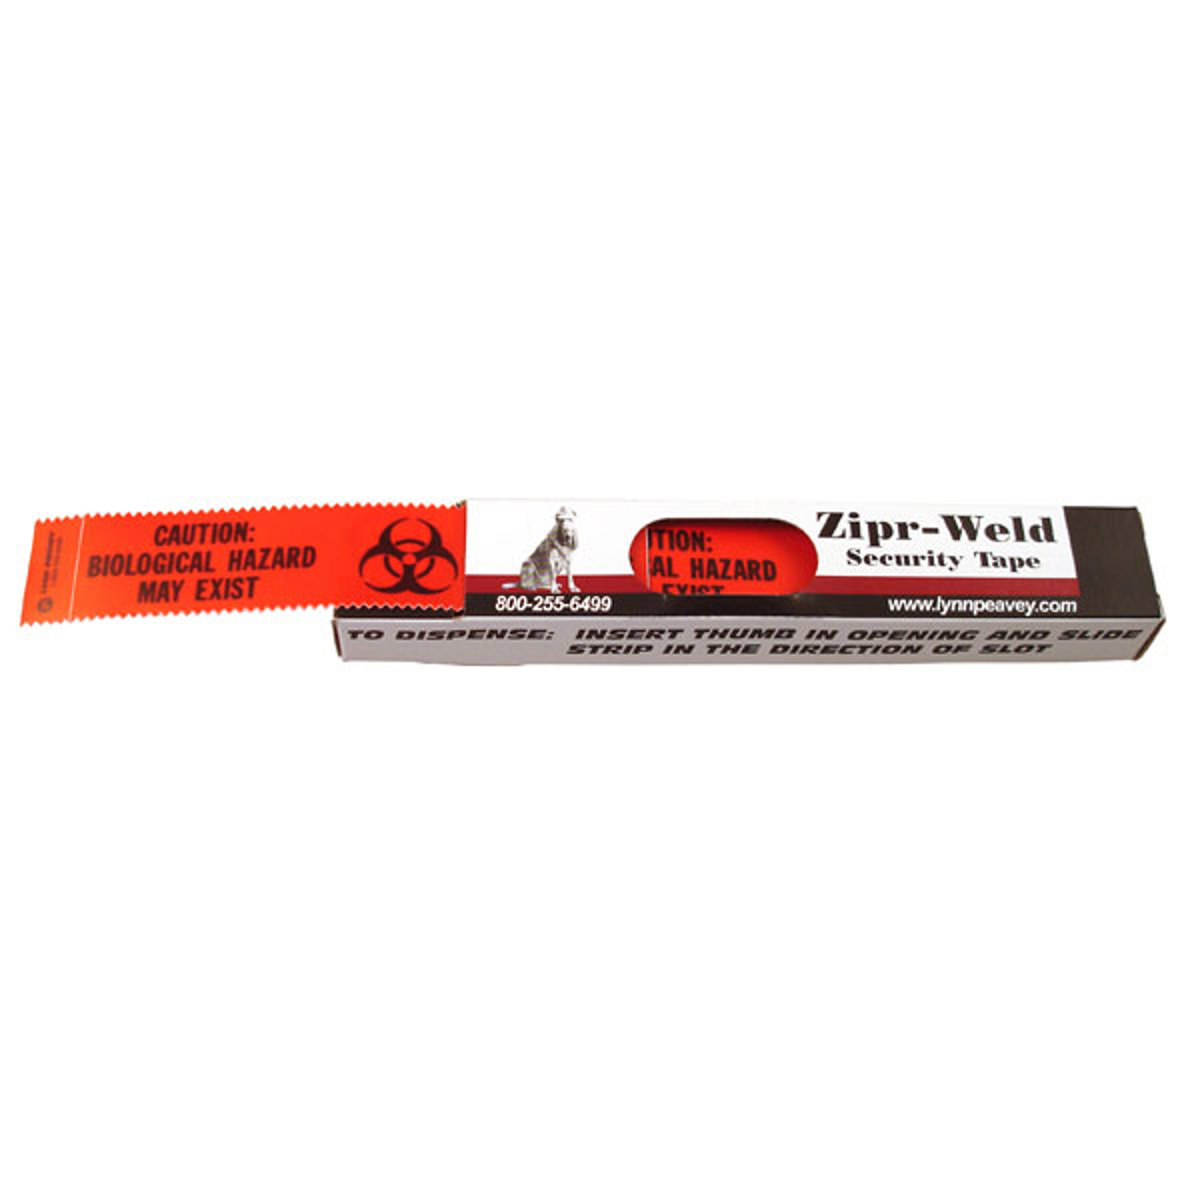 CAUTION:
BIOLOGICAL HAZARD
MAY EXIST
TION:
AL HAZARD
EXIST
Zipr-Weld
Security Tape
800-255-6499
www.lynnpeavey.com
TO DISPENSE: INSERT THUMB IN OPENING AND SLIDE
STRIP IN THE DIRECTION OF SLOT